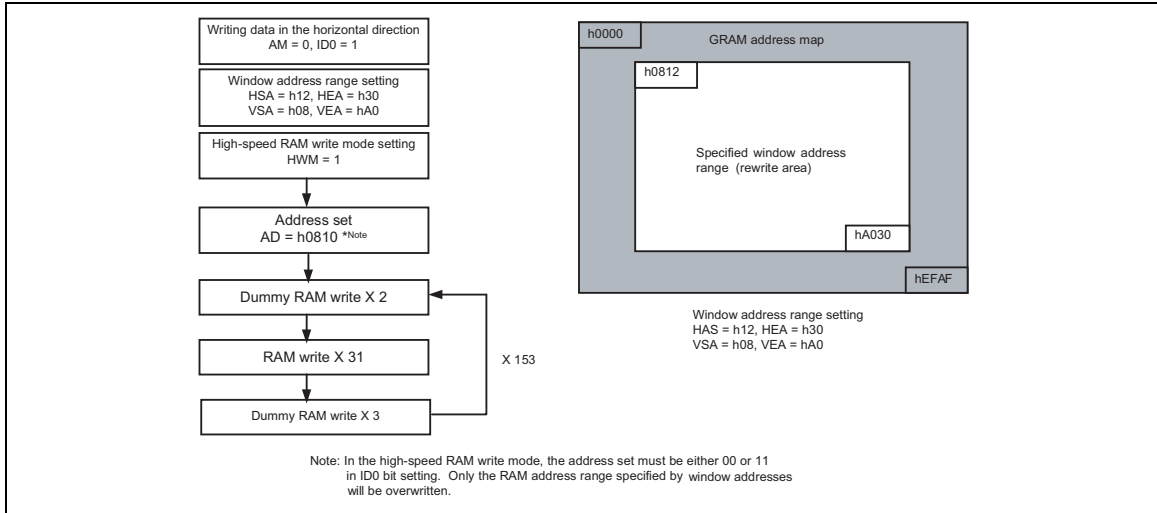 Writing data in the horizontal direction
AM = 0, ID0 = 1
Window address range setting
HSA = h12, HEA = h30
VSA = h08, VEA = hA0
High-speed RAM write mode setting
HWM = 1
Address set
AD = h0810 *Note
Dummy RAM write X 2
RAM write X 31
Dummy RAM write X 3
X 153
h0000
GRAM address map
h0812
Specified window address
range (rewrite area)
hA030
hEFAF
Window address range setting
HAS = h12, HEA = h30
VSA = h08, VEA = hA0
Note: In the high-speed RAM write mode, the address set must be either 00 or 11
in ID0 bit setting. Only the RAM address range specified by window addresses
will be overwritten.